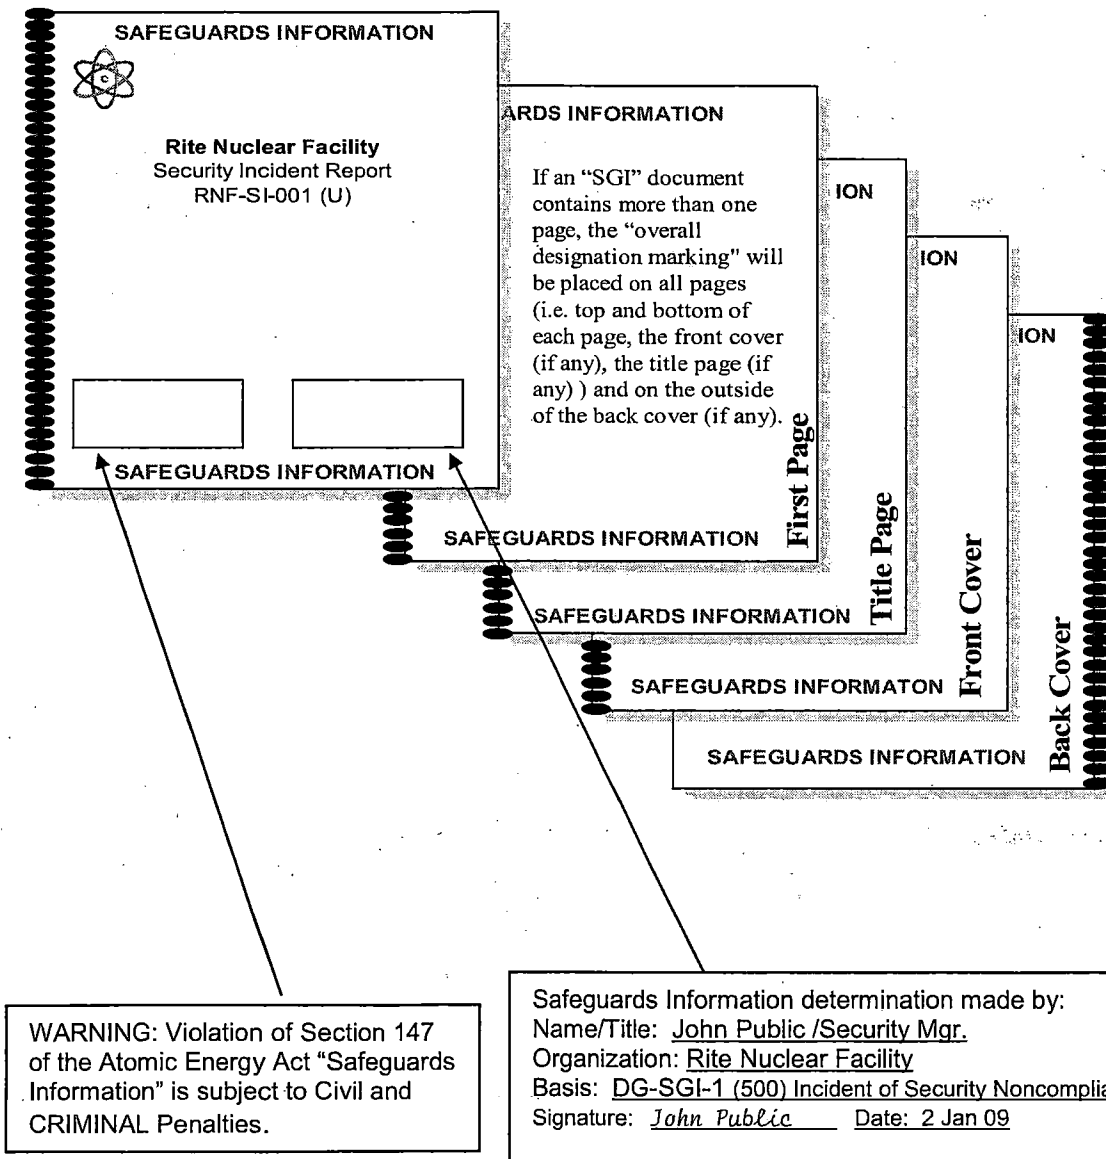 SAFEGUARDS INFORMATION
Rite Nuclear Facility
Security Incident Report
RNF-SI-001 (U)
SAFEGUARDS INFORMATION
ARDS INFORMATION
If an “SGI” document
contains more than one
page, the “overall
designation marking” will
be placed on all pages
(i.e. top and bottom of
each page, the front cover
(if any), the title page (if
any) ) and on the outside
of the back cover (if any).
First Page
SAFEGUARDS INFORMATION
ION
Title Page
SAFEGUARDS INFORMATION
ION
Front Cover
SAFEGUARDS INFORMATON
ION
Back Cover
SAFEGUARDS INFORMATION
WARNING: Violation of Section 147
of the Atomic Energy Act “Safeguards
Information” is subject to Civil and
CRIMINAL Penalties.
Safeguards Information determination made by:
Name/Title: John Public /Security Mgr.
Organization: Rite Nuclear Facility
Basis: DG-SGI-1 (500) Incident of Security Noncomplia
Signature: John Public Date: 2 Jan 09